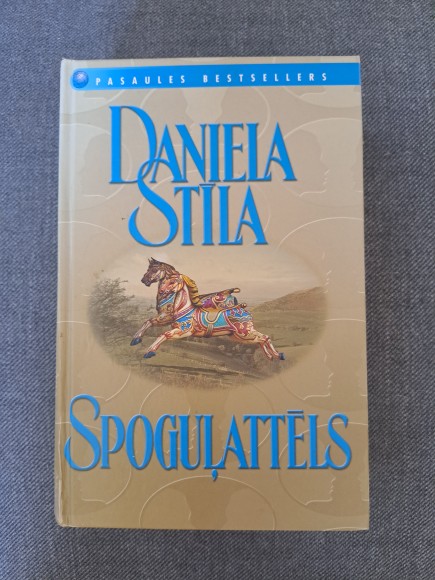 PASAULES BESTSELLERS
DANIELA
STĪLA
SPOGUĻATTĒLS